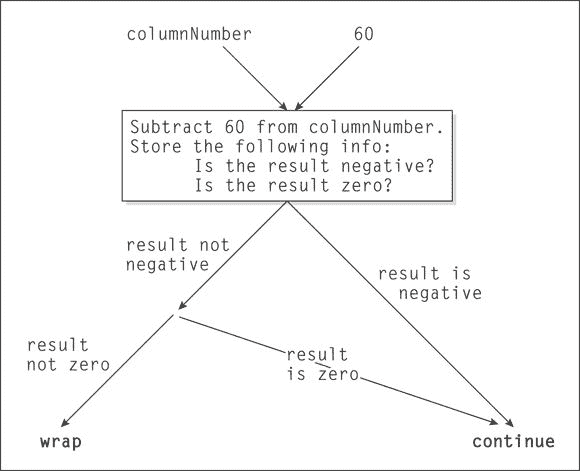 columnNumber
60
Subtract 60 from columnNumber.
Store the following info:
Is the result negative?
Is the result zero?
result not
negative
result is
negative
result
not zero
result
is zero
wrap
continue